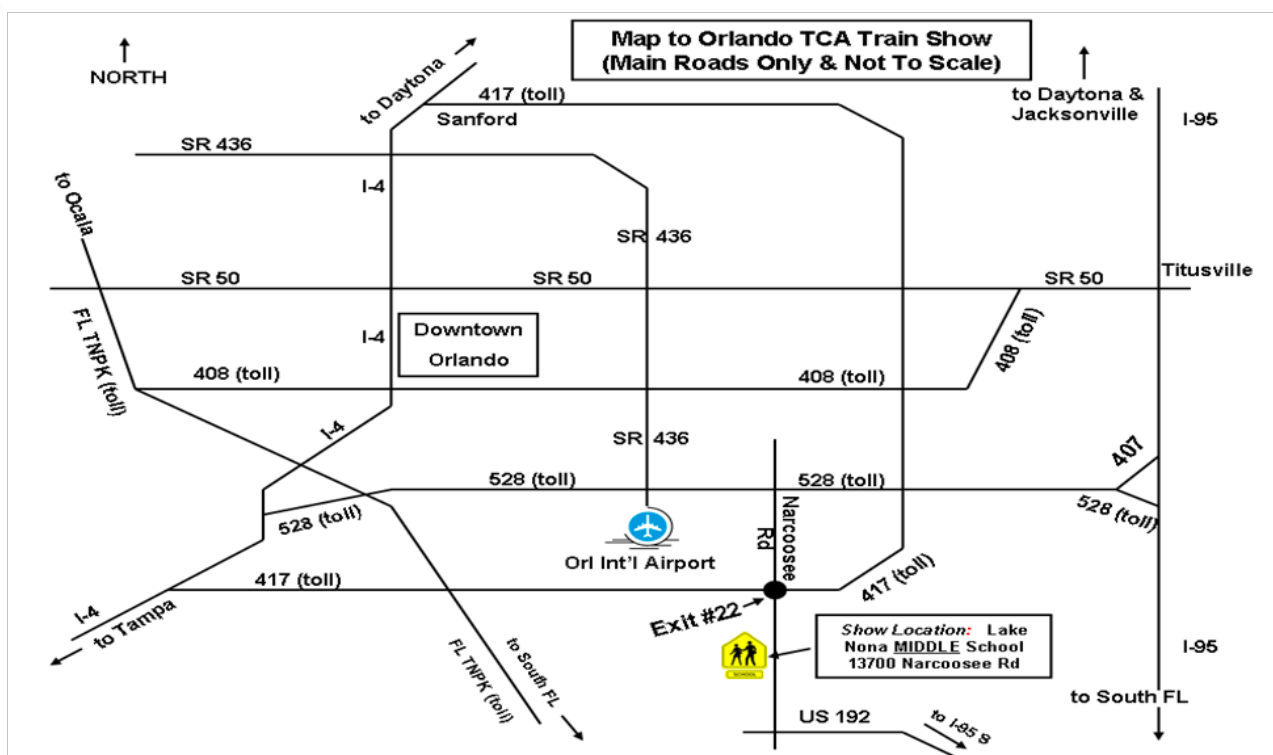 Map to Orlando TCA Train Show
(Main Roads Only & Not To Scale)
NORTH
to Daytona
417 (toll)
Sanford
to Daytona &
Jacksonville
I-95
SR 436
I-4
to Ocala
SR 436
SR 50
SR 50
SR 50
Titusville
FL TNPK (toll)
I-4
Downtown
Orlando
408 (toll)
408 (toll)
408 (toll)
I-4
SR 436
407
528 (toll)
528 (toll)
528 (toll)
528 (toll)
Narcoosee
Rd
Orl Int'l Airport
417 (toll)
417 (toll)
I-4
to Tampa
Exit #22
Show Location: Lake
Nona MIDDLE School
13700 Narcoosee Rd
SCHOOL
I-95
FL TNPK (toll)
to South FL
to South FL
US 192
to I-95 S